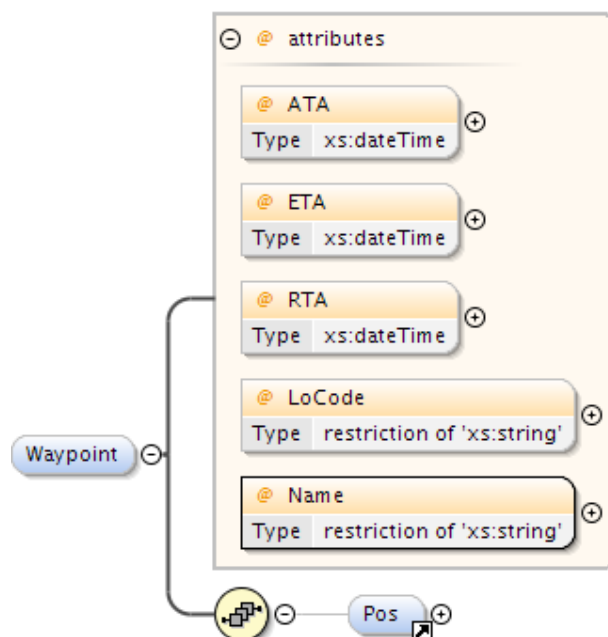 @ attributes
@ ATA
Type xs:dateTime
@ ETA
Type xs:dateTime
@ RTA
Type xs:dateTime
@ LoCode
Type restriction of 'xs:string'
Waypoint
@ Name
Type restriction of 'xs:string'
Pos